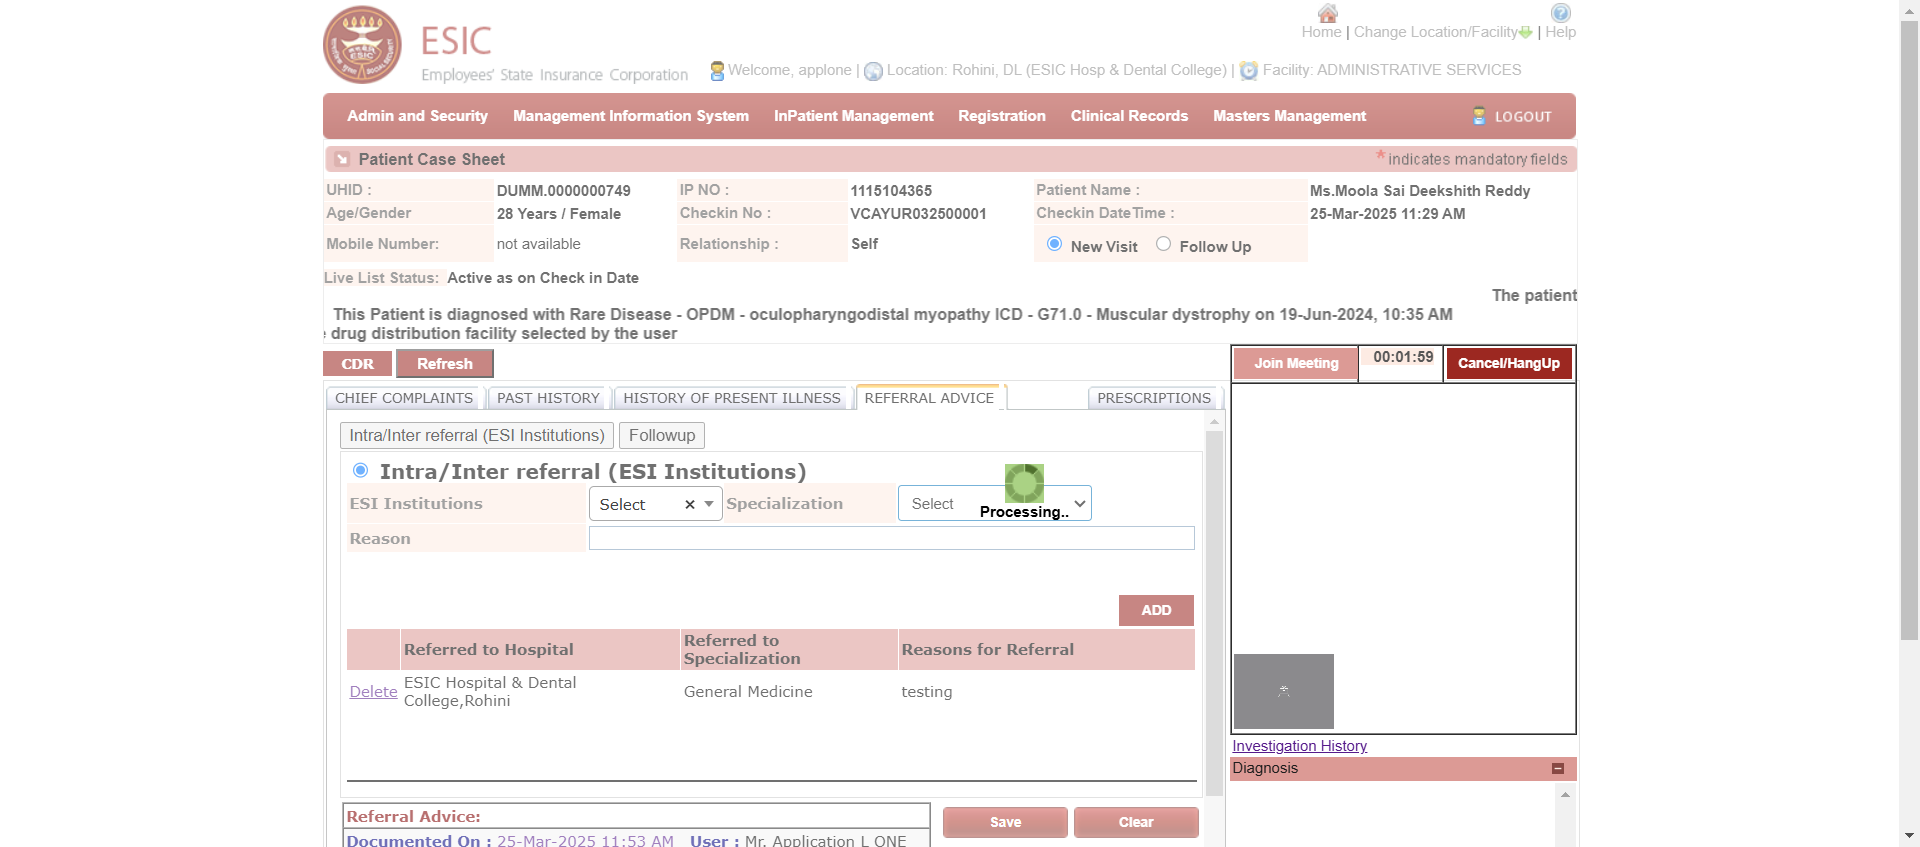 Home | Change Location/Facility | Help
ESIC
Employees' State Insurance Corporation
Welcome, applone | Location: Rohini, DL (ESIC Hosp & Dental College) | Facility: ADMINISTRATIVE SERVICES
Admin and Security Management Information System InPatient Management Registration Clinical Records Masters Management LOGOUT
Patient Case Sheet *indicates mandatory fields
UHID : DUMM.0000000749 IP NO : 1115104365 Patient Name : Ms.Moola Sai Deekshith Reddy
Age/Gender 28 Years / Female Checkin No : VCAYUR032500001 Checkin DateTime : 25-Mar-2025 11:29 AM
Mobile Number: not available Relationship : Self New Visit Follow Up
Live List Status: Active as on Check in Date
The patient
This Patient is diagnosed with Rare Disease - OPDM - oculopharyngodistal myopathy ICD - G71.0 - Muscular dystrophy on 19-Jun-2024, 10:35 AM
drug distribution facility selected by the user
CDR Refresh Join Meeting 00:01:59 Cancel/HangUp
CHIEF COMPLAINTS PAST HISTORY HISTORY OF PRESENT ILLNESS REFERRAL ADVICE PRESCRIPTIONS
Intra/Inter referral (ESI Institutions) Followup
Intra/Inter referral (ESI Institutions)
ESI Institutions Select × Specialization Select
Processing..
Reason
ADD
Referred to Hospital Referred to Specialization Reasons for Referral
Delete ESIC Hospital & Dental College,Rohini General Medicine testing
Investigation History
Diagnosis
Referral Advice: Save Clear
Documented On : 25-Mar-2025 11:53 AM User : Mr. Application L ONE